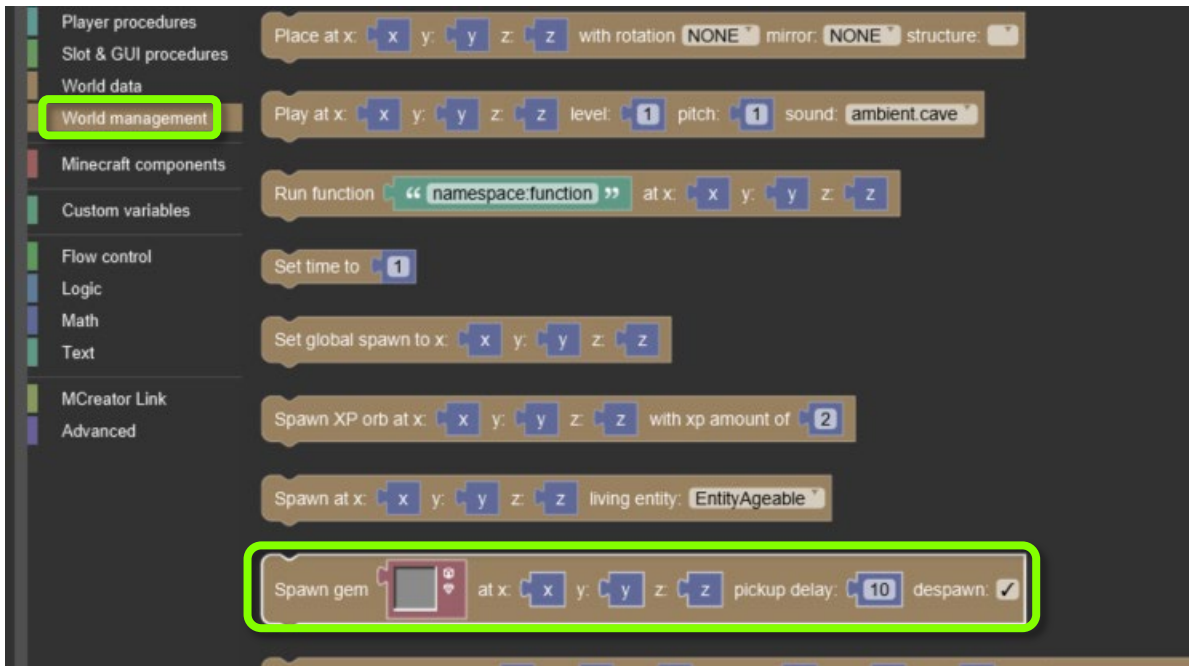 Player procedures
Slot & GUI procedures
World data
World management
Minecraft components
Custom variables
Flow control
Logic
Math
Text
MCreator Link
Advanced
Place at x: x y: y z: z with rotation NONE mirror: NONE structure:
Play at x: x y: y z: z level: 1 pitch: 1 sound: ambient.cave
Run function “ namespace:function ” at x: x y: y z: z
Set time to 1
Set global spawn to x: x y: y z: z
Spawn XP orb at x: x y: y z: z with xp amount of 2
Spawn at x: x y: y z: z living entity: EntityAgeable
Spawn gem at x: x y: y z: z pickup delay: 10 despawn: ✓